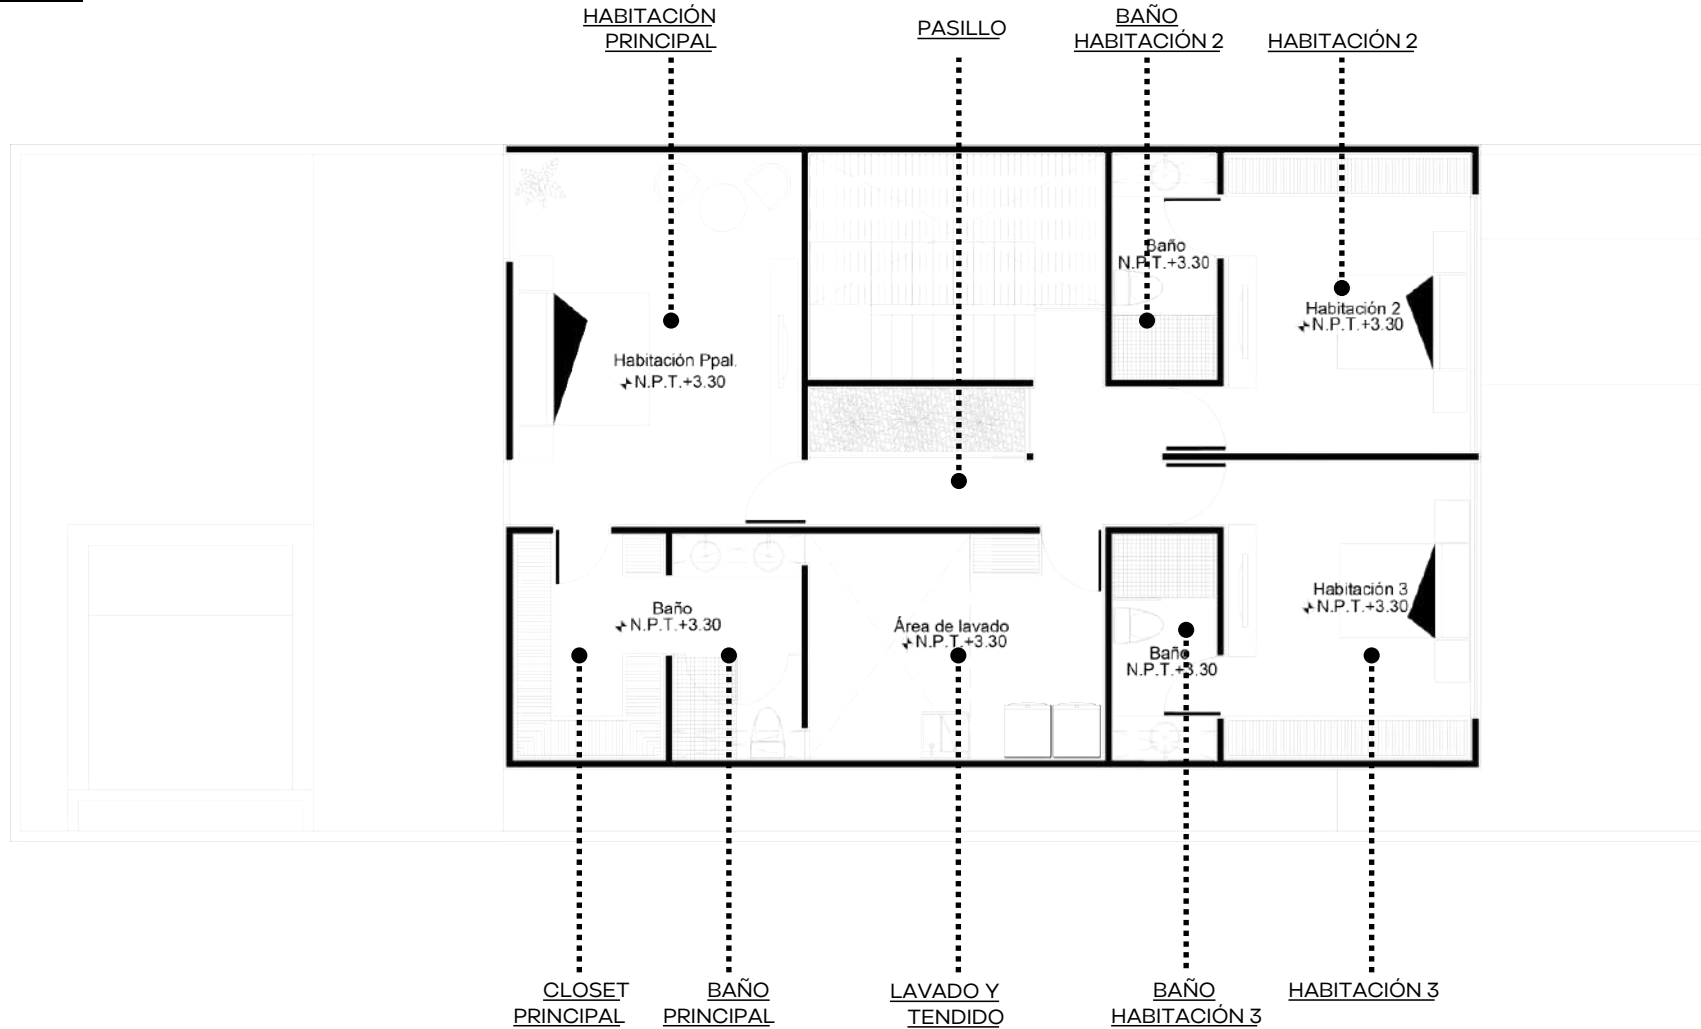 HABITACIÓN
PRINCIPAL
PASILLO
BAÑO
HABITACIÓN 2
HABITACIÓN 2
Baño
N.P.T.+3.30
Habitación 2
N.P.T.+3.30
Habitación Ppal.
N.P.T.+3.30
Habitación 3
N.P.T.+3.30
Baño
N.P.T.+3.30
Área de lavado
N.P.T.+3.30
Baño
N.P.T.+3.30
CLOSET
PRINCIPAL
BAÑO
PRINCIPAL
LAVADO Y
TENDIDO
BAÑO
HABITACIÓN 3
HABITACIÓN 3